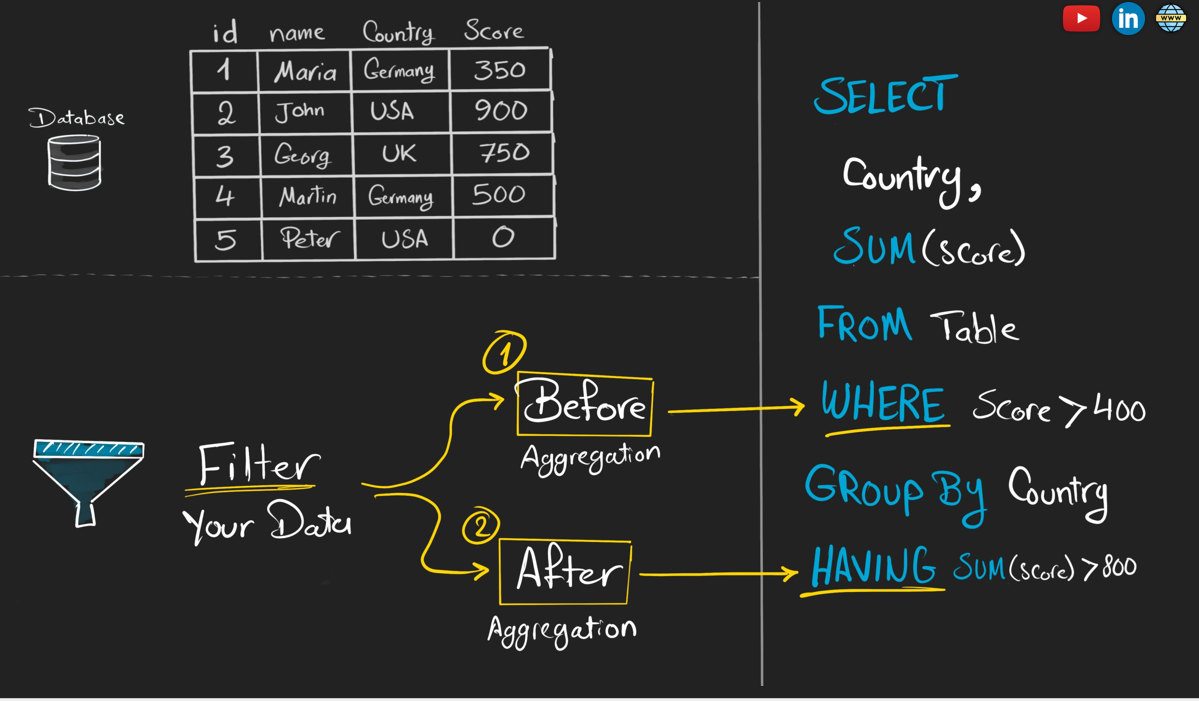 id name Country Score
1 Maria Germany 350
2 John USA 900
3 Georg UK 750
4 Martin Germany 500
5 Peter USA 0
Database
Filter
Your Data
1
Before
Aggregation
2
After
Aggregation
in
WWW
SELECT
Country,
SUM(score)
FROM Table
WHERE Score > 400
GROUP BY Country
HAVING SUM(score) > 800